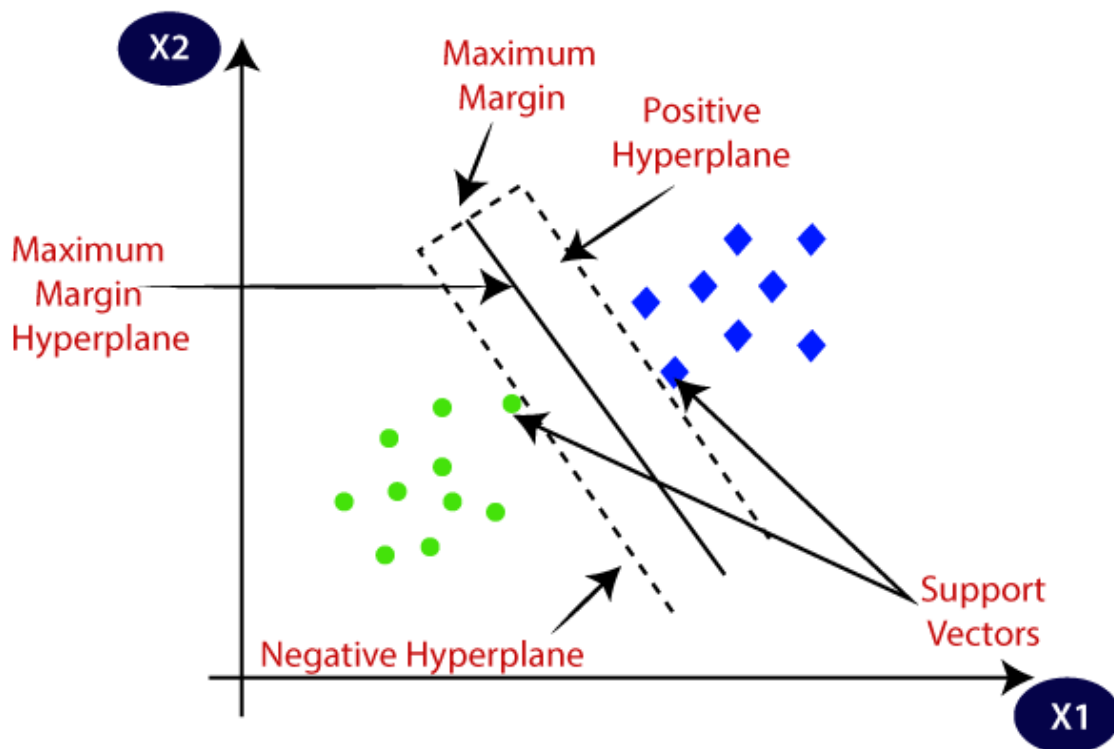 X2
Maximum
Margin
Positive
Hyperplane
Maximum
Margin
Hyperplane
Support
Vectors
Negative Hyperplane
X1